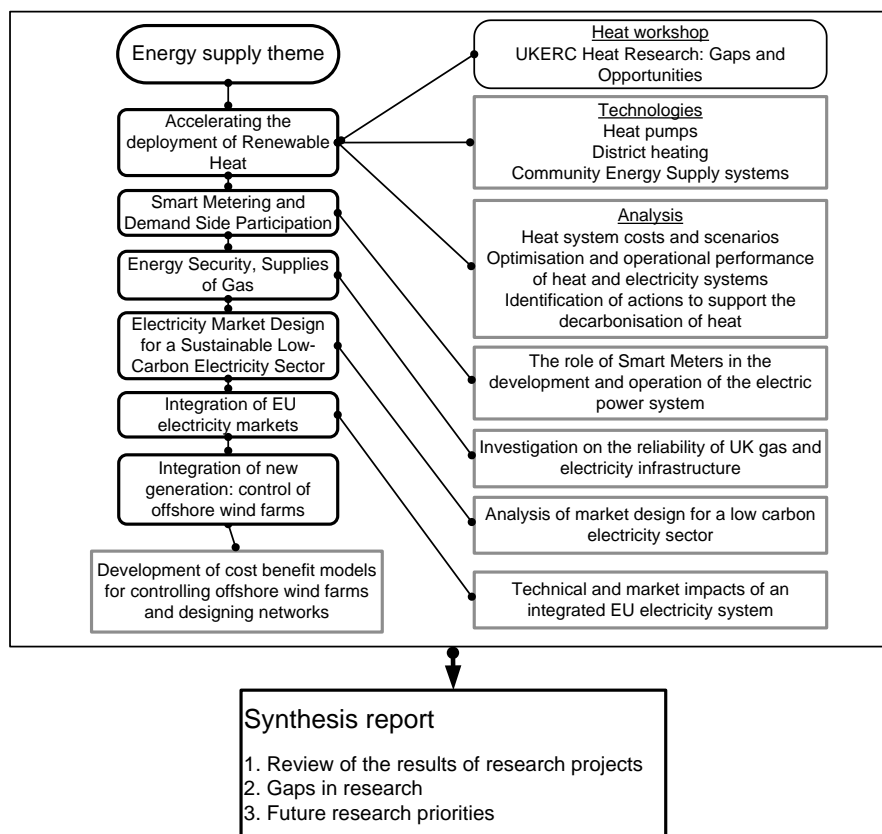 Energy supply theme
Accelerating the
deployment of Renewable
Heat
Smart Metering and
Demand Side Participation
Energy Security, Supplies
of Gas
Electricity Market Design
for a Sustainable Low-
Carbon Electricity Sector
Integration of EU
electricity markets
Integration of new
generation: control of
offshore wind farms
Development of cost benefit models
for controlling offshore wind farms
and designing networks
Heat workshop
UKERC Heat Research: Gaps and
Opportunities
Technologies
Heat pumps
District heating
Community Energy Supply systems
Analysis
Heat system costs and scenarios
Optimisation and operational performance
of heat and electricity systems
Identification of actions to support the
decarbonisation of heat
The role of Smart Meters in the
development and operation of the electric
power system
Investigation on the reliability of UK gas and
electricity infrastructure
Analysis of market design for a low carbon
electricity sector
Technical and market impacts of an
integrated EU electricity system
Synthesis report
1. Review of the results of research projects
2. Gaps in research
3. Future research priorities